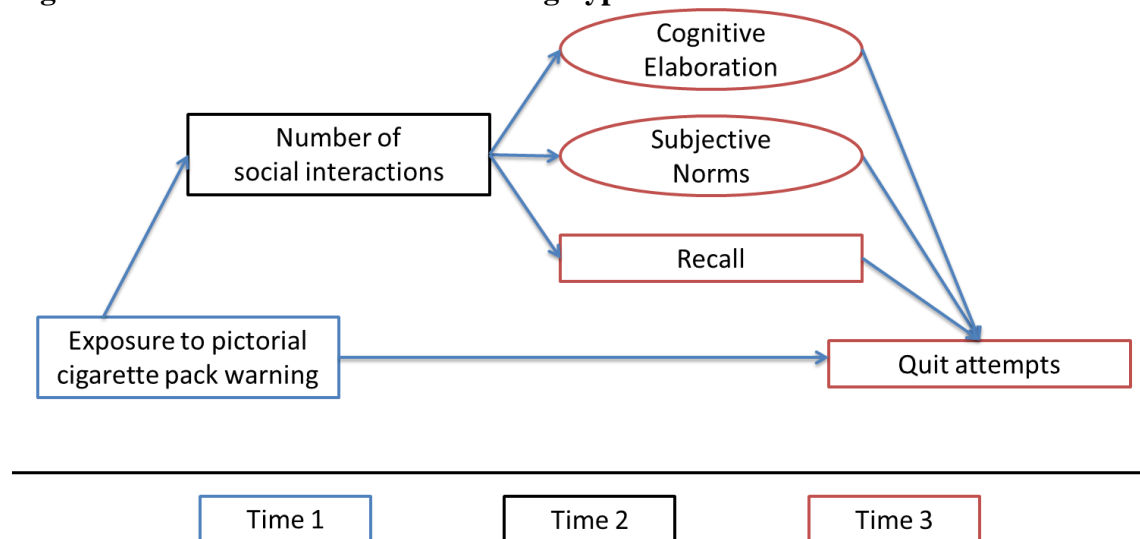 Cognitive
Elaboration
Number of
social interactions
Subjective
Norms
Recall
Exposure to pictorial
cigarette pack warning
Quit attempts
Time 1
Time 2
Time 3